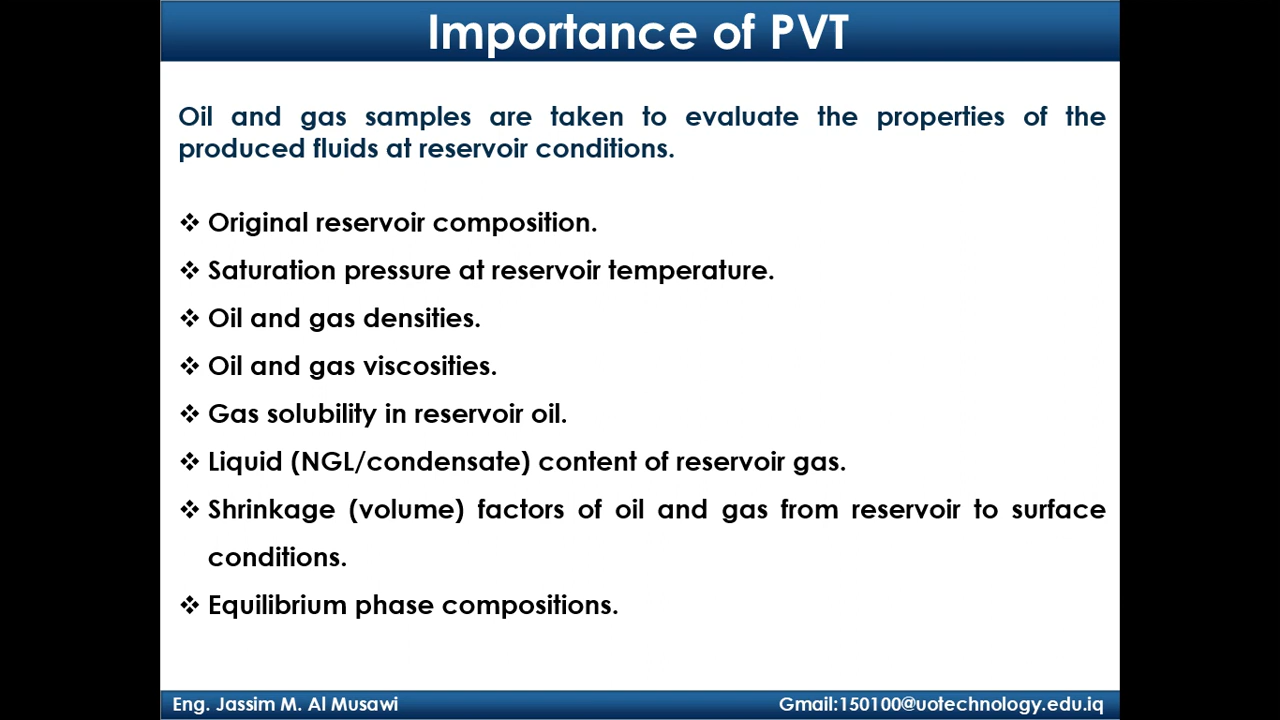 Importance of PVT
Oil and gas samples are taken to evaluate the properties of the
produced fluids at reservoir conditions.
❖ Original reservoir composition.
❖ Saturation pressure at reservoir temperature.
❖ Oil and gas densities.
❖ Oil and gas viscosities.
❖ Gas solubility in reservoir oil.
❖ Liquid (NGL/condensate) content of reservoir gas.
❖ Shrinkage (volume) factors of oil and gas from reservoir to surface
conditions.
❖ Equilibrium phase compositions.
Eng. Jassim M. Al Musawi
Gmail:150100@uotechnology.edu.iq